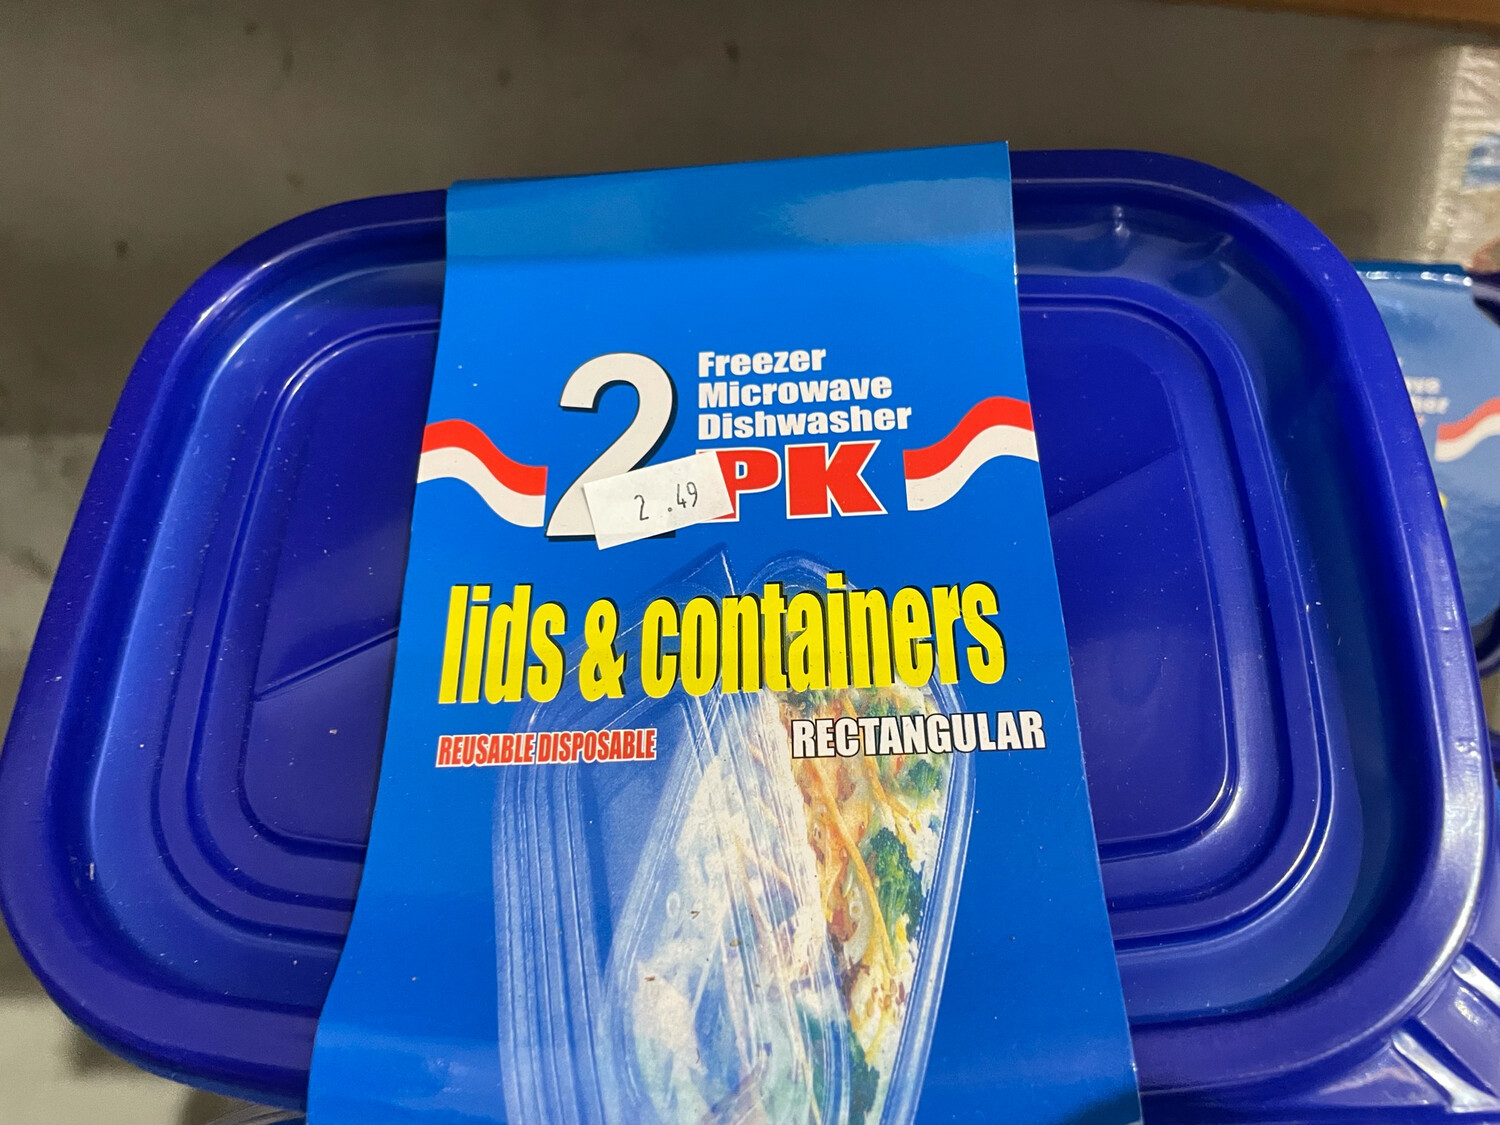 2
Freezer
Microwave
Dishwasher
PK
2.49
lids & containers
REUSABLE DISPOSABLE
RECTANGULAR